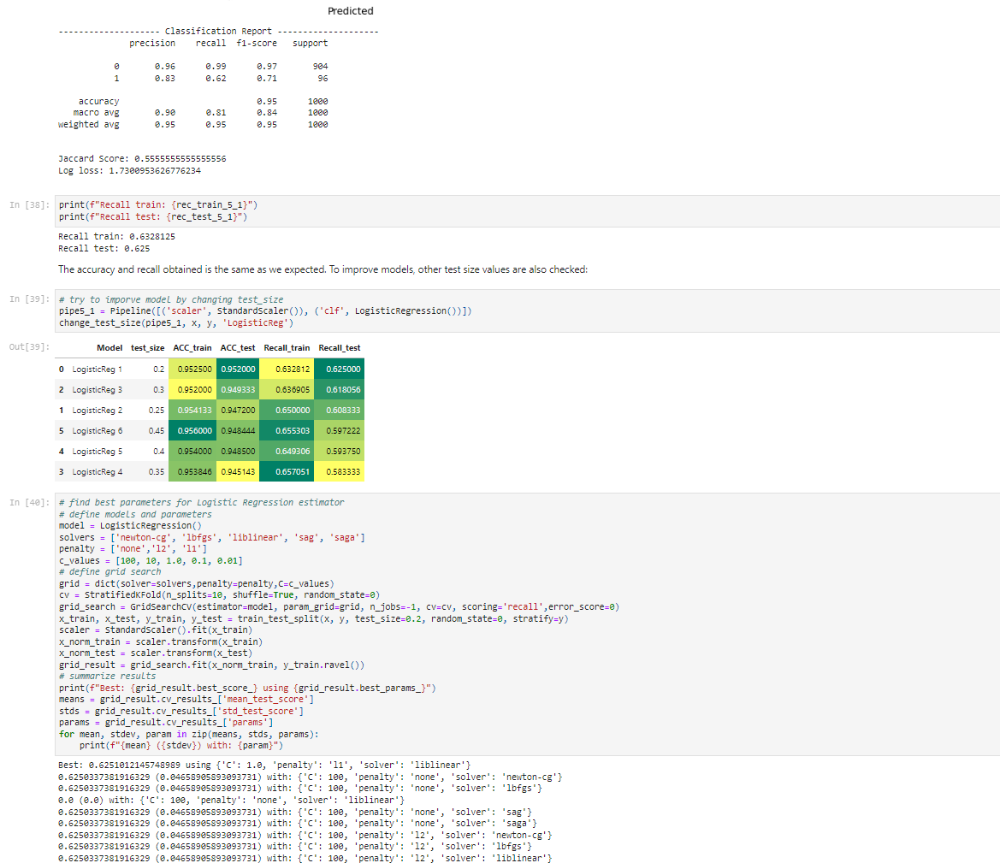 Predicted
------------------- Classification Report --------------------
precision recall f1-score support
0 0.96 0.99 0.97 904
1 0.83 0.62 0.71 96
accuracy 0.95 1000
macro avg 0.90 0.81 0.84 1000
weighted avg 0.95 0.95 0.95 1000
Jaccard Score: 0.5555555555555556
Log loss: 1.7300953626776234
In [38]: print(f"Recall train: {rec_train_5_1}")
print(f"Recall test: {rec_test_5_1}")
Recall train: 0.6328125
Recall test: 0.625
The accuracy and recall obtained is the same as we expected. To improve models, other test size values are also checked:
In [39]: # try to imporve model by changing test_size
pipe5_1 = Pipeline([('scaler', StandardScaler()), ('clf', LogisticRegression())])
change_test_size(pipe5_1, x, y, 'LogisticReg')
Out[39]: Model test_size ACC_train ACC_test Recall_train Recall_test
0 LogisticReg 1 0.2 0.952500 0.952000 0.632812 0.625000
2 LogisticReg 3 0.3 0.952000 0.949333 0.636905 0.618056
1 LogisticReg 2 0.25 0.954133 0.947200 0.650000 0.608333
5 LogisticReg 6 0.45 0.956000 0.948444 0.655303 0.597222
4 LogisticReg 5 0.4 0.954000 0.948500 0.649306 0.593750
3 LogisticReg 4 0.35 0.953846 0.945143 0.657051 0.583333
In [40]: # find best parameters for Logistic Regression estimator
# define models and parameters
model = LogisticRegression()
solvers = ['newton-cg', 'lbfgs', 'liblinear', 'sag', 'saga']
penalty = ['none','l2', 'l1']
c_values = [100, 10, 1.0, 0.1, 0.01]
# define grid search
grid = dict(solver=solvers,penalty=penalty,C=c_values)
cv = StratifiedKFold(n_splits=10, shuffle=True, random_state=0)
grid_search = GridSearchCV(estimator=model, param_grid=grid, n_jobs=-1, cv=cv, scoring='recall',error_score=0)
x_train, x_test, y_train, y_test = train_test_split(x, y, test_size=0.2, random_state=0, stratify=y)
scaler = StandardScaler().fit(x_train)
x_norm_train = scaler.transform(x_train)
x_norm_test = scaler.transform(x_test)
grid_result = grid_search.fit(x_norm_train, y_train.ravel())
# summarize results
print(f"Best: {grid_result.best_score_} using {grid_result.best_params_}")
means = grid_result.cv_results_['mean_test_score']
stds = grid_result.cv_results_['std_test_score']
params = grid_result.cv_results_['params']
for mean, stdev, param in zip(means, stds, params):
print(f"{mean} ({stdev}) with: {param}")
Best: 0.6251012145748989 using {'C': 1.0, 'penalty': 'l1', 'solver': 'liblinear'}
0.6250337381916329 (0.04658905893093731) with: {'C': 100, 'penalty': 'none', 'solver': 'newton-cg'}
0.6250337381916329 (0.04658905893093731) with: {'C': 100, 'penalty': 'none', 'solver': 'lbfgs'}
0.0 (0.0) with: {'C': 100, 'penalty': 'none', 'solver': 'liblinear'}
0.6250337381916329 (0.04658905893093731) with: {'C': 100, 'penalty': 'none', 'solver': 'sag'}
0.6250337381916329 (0.04658905893093731) with: {'C': 100, 'penalty': 'none', 'solver': 'saga'}
0.6250337381916329 (0.04658905893093731) with: {'C': 100, 'penalty': 'l2', 'solver': 'newton-cg'}
0.6250337381916329 (0.04658905893093731) with: {'C': 100, 'penalty': 'l2', 'solver': 'lbfgs'}
0.6250337381916329 (0.04658905893093731) with: {'C': 100, 'penalty': 'l2', 'solver': 'liblinear'}